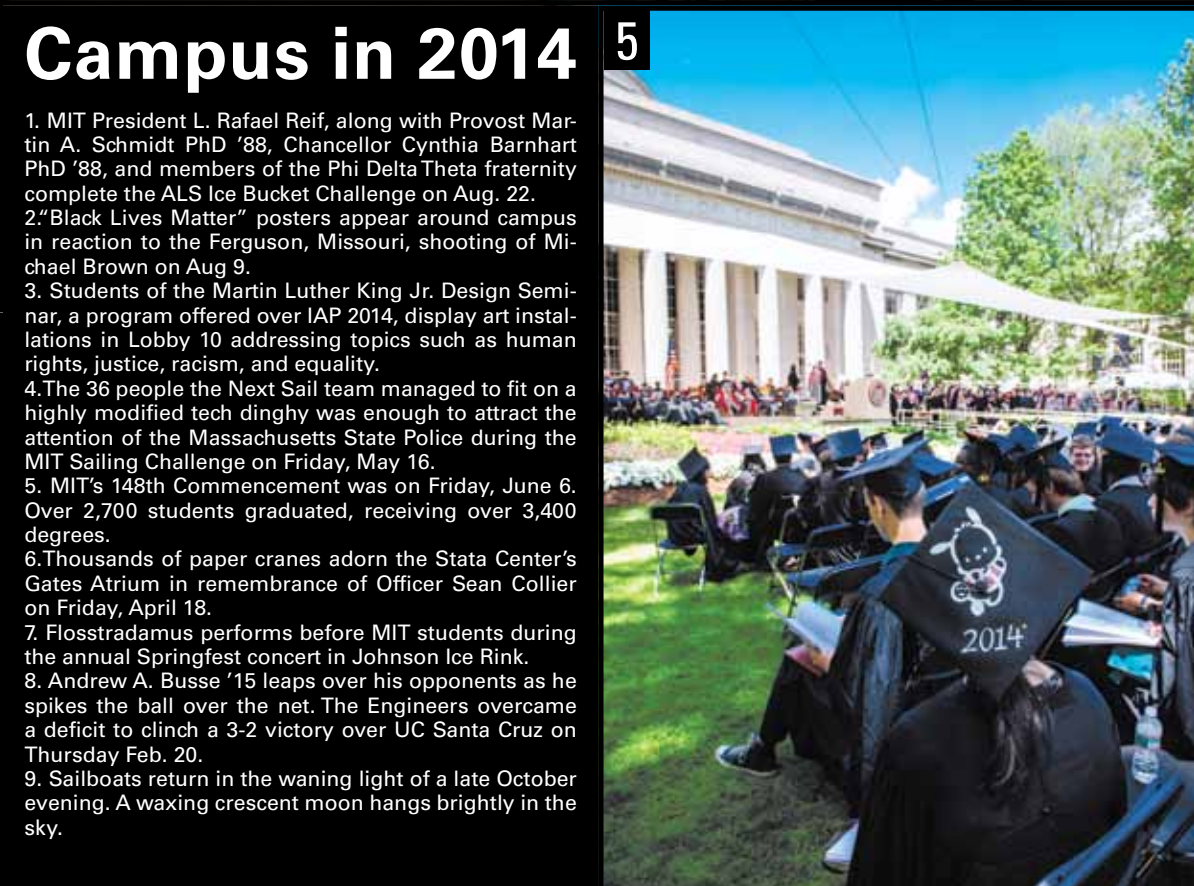 Campus in 2014
1. MIT President L. Rafael Reif, along with Provost Mar-
tin A. Schmidt PhD ’88, Chancellor Cynthia Barnhart
PhD ’88, and members of the Phi Delta Theta fraternity
complete the ALS Ice Bucket Challenge on Aug. 22.
2.“Black Lives Matter” posters appear around campus
in reaction to the Ferguson, Missouri, shooting of Mi-
chael Brown on Aug 9.
3. Students of the Martin Luther King Jr. Design Semi-
nar, a program offered over IAP 2014, display art instal-
lations in Lobby 10 addressing topics such as human
rights, justice, racism, and equality.
4.The 36 people the Next Sail team managed to fit on a
highly modified tech dinghy was enough to attract the
attention of the Massachusetts State Police during the
MIT Sailing Challenge on Friday, May 16.
5. MIT’s 148th Commencement was on Friday, June 6.
Over 2,700 students graduated, receiving over 3,400
degrees.
6.Thousands of paper cranes adorn the Stata Center’s
Gates Atrium in remembrance of Officer Sean Collier
on Friday, April 18.
7. Flosstradamus performs before MIT students during
the annual Springfest concert in Johnson Ice Rink.
8. Andrew A. Busse ’15 leaps over his opponents as he
spikes the ball over the net. The Engineers overcame
a deficit to clinch a 3-2 victory over UC Santa Cruz on
Thursday Feb. 20.
9. Sailboats return in the waning light of a late October
evening. A waxing crescent moon hangs brightly in the
sky.
5
2014